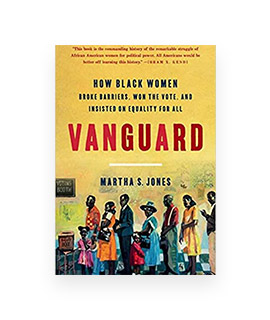 "This book is the commanding history of the remarkable struggle of
African American women for political power. All Americans would be
better off learning this history." —IBRAM X. KENDI
HOW BLACK WOMEN
BROKE BARRIERS, WON THE VOTE, AND
INSISTED ON EQUALITY FOR ALL
VANGUARD
MARTHA S. JONES
VOTING
BOOTH